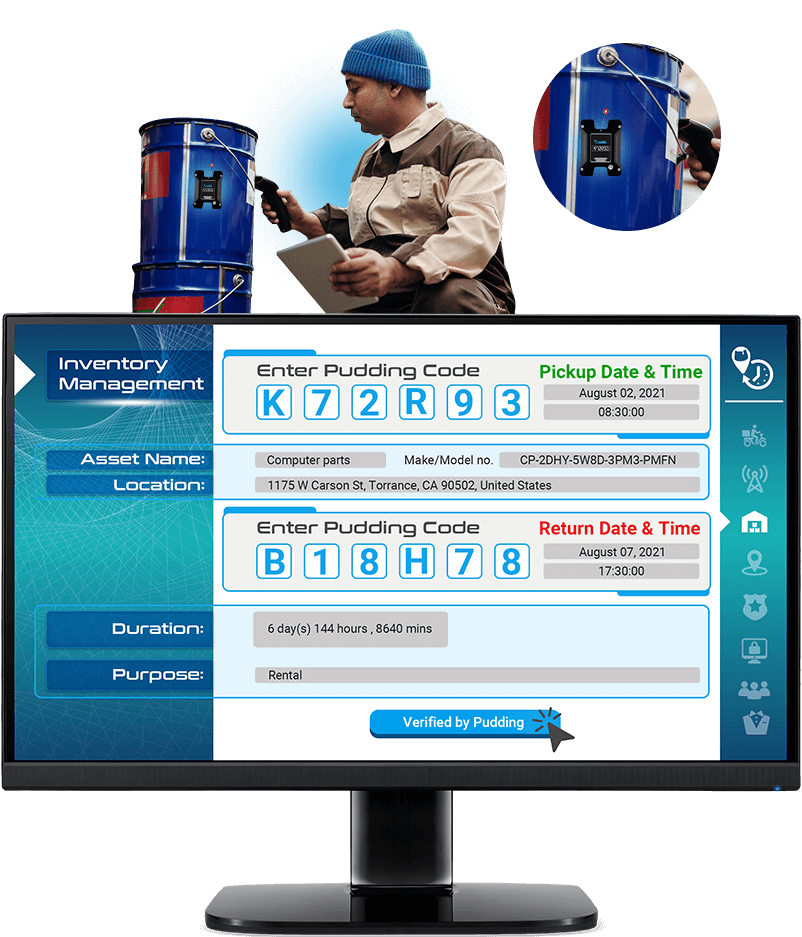 Inventory
Management
Enter Pudding Code
Pickup Date & Time
K 7 2 R 9 3
August 02, 2021
08:30:00
Asset Name:
Computer parts
Make/Model no.
CP-2DHY-5W8D-3PM3-PMFN
Location:
1175 W Carson St, Torrance, CA 90502, United States
Enter Pudding Code
Return Date & Time
B 1 8 H 7 8
August 07, 2021
17:30:00
Duration:
6 day(s) 144 hours , 8640 mins
Purpose:
Rental
Verified by Pudding